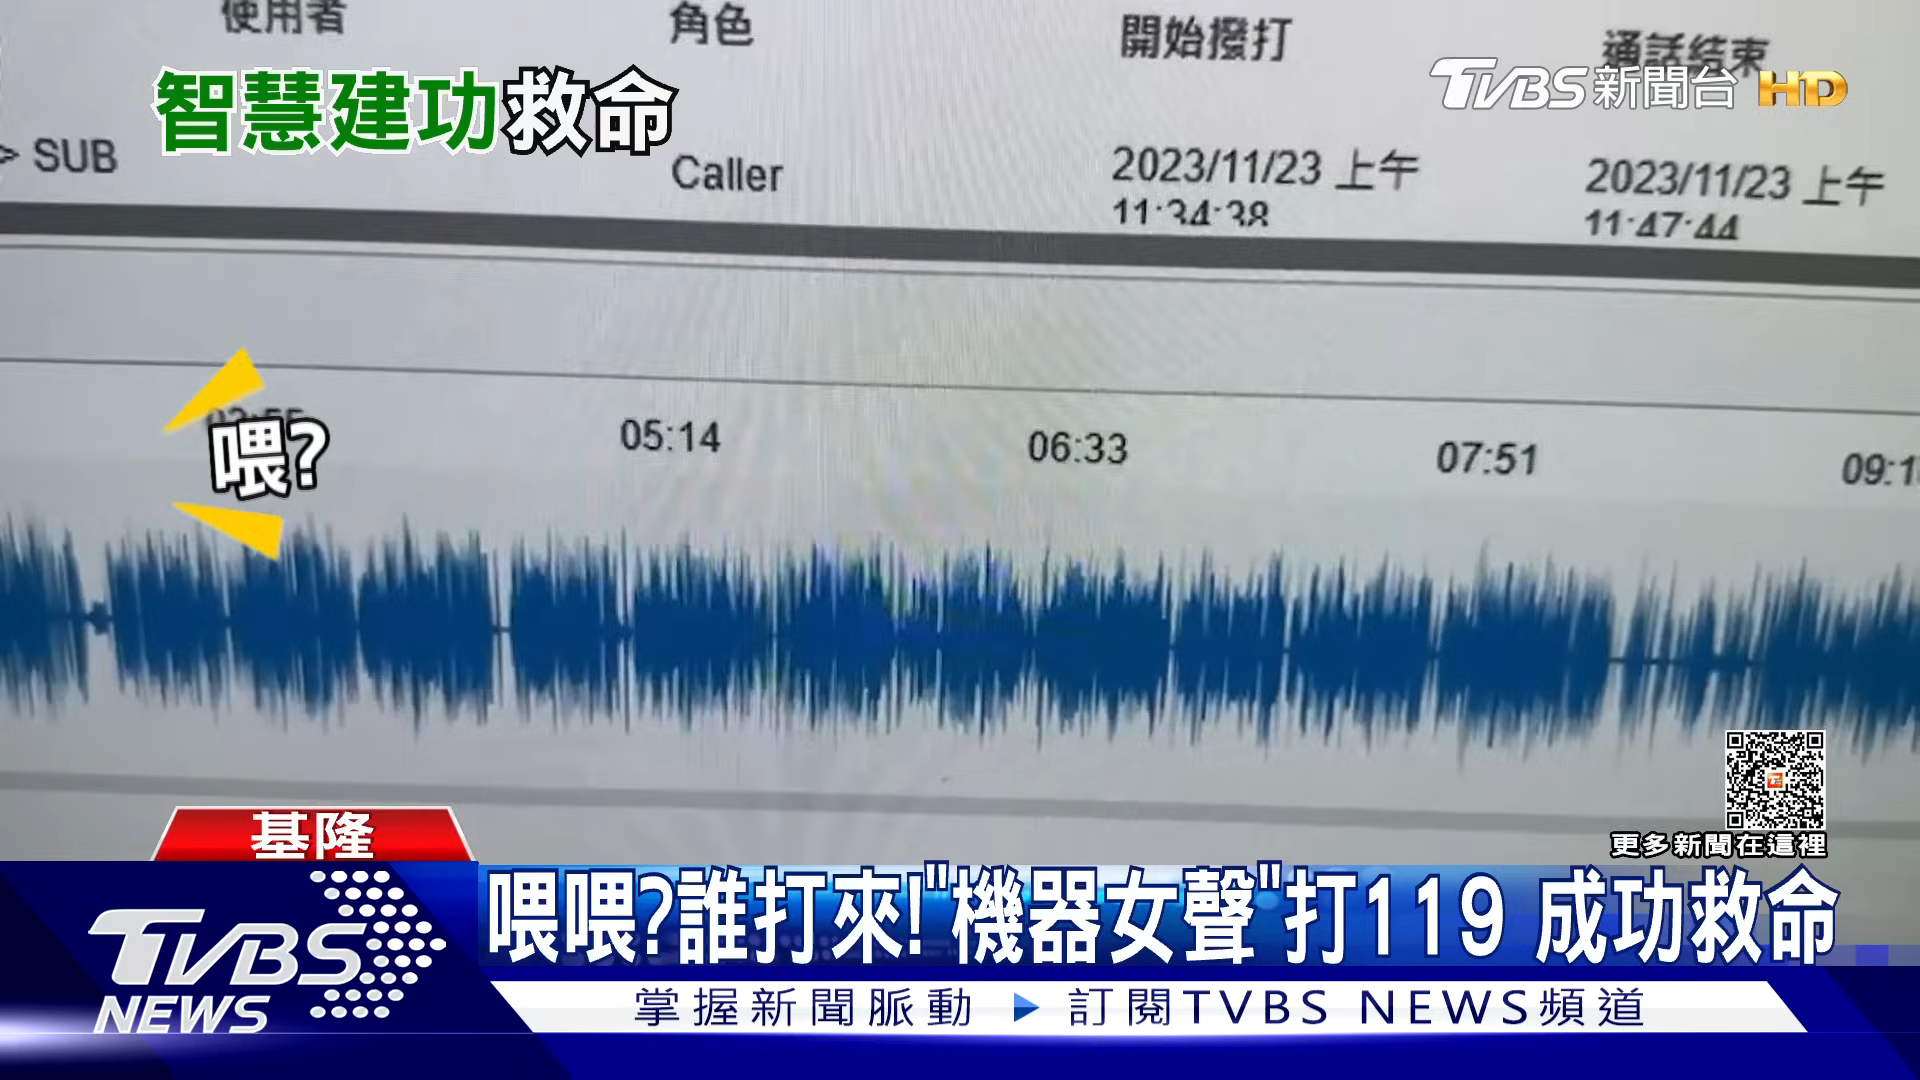 使用者
角色
開始撥打
通話结束
智慧建功救命
TVBS新聞台 HD
> SUB
Caller
2023/11/23 上午
11:34:38
2023/11/23 上午
11:47:44
喂?
05:14
06:33
07:51
基隆
更多新聞在這裡
喂喂?誰打來!"機器女聲"打119 成功救命
TVBS
NEWS
掌握新聞脈動 ▶ 訂閱TVBS NEWS頻道